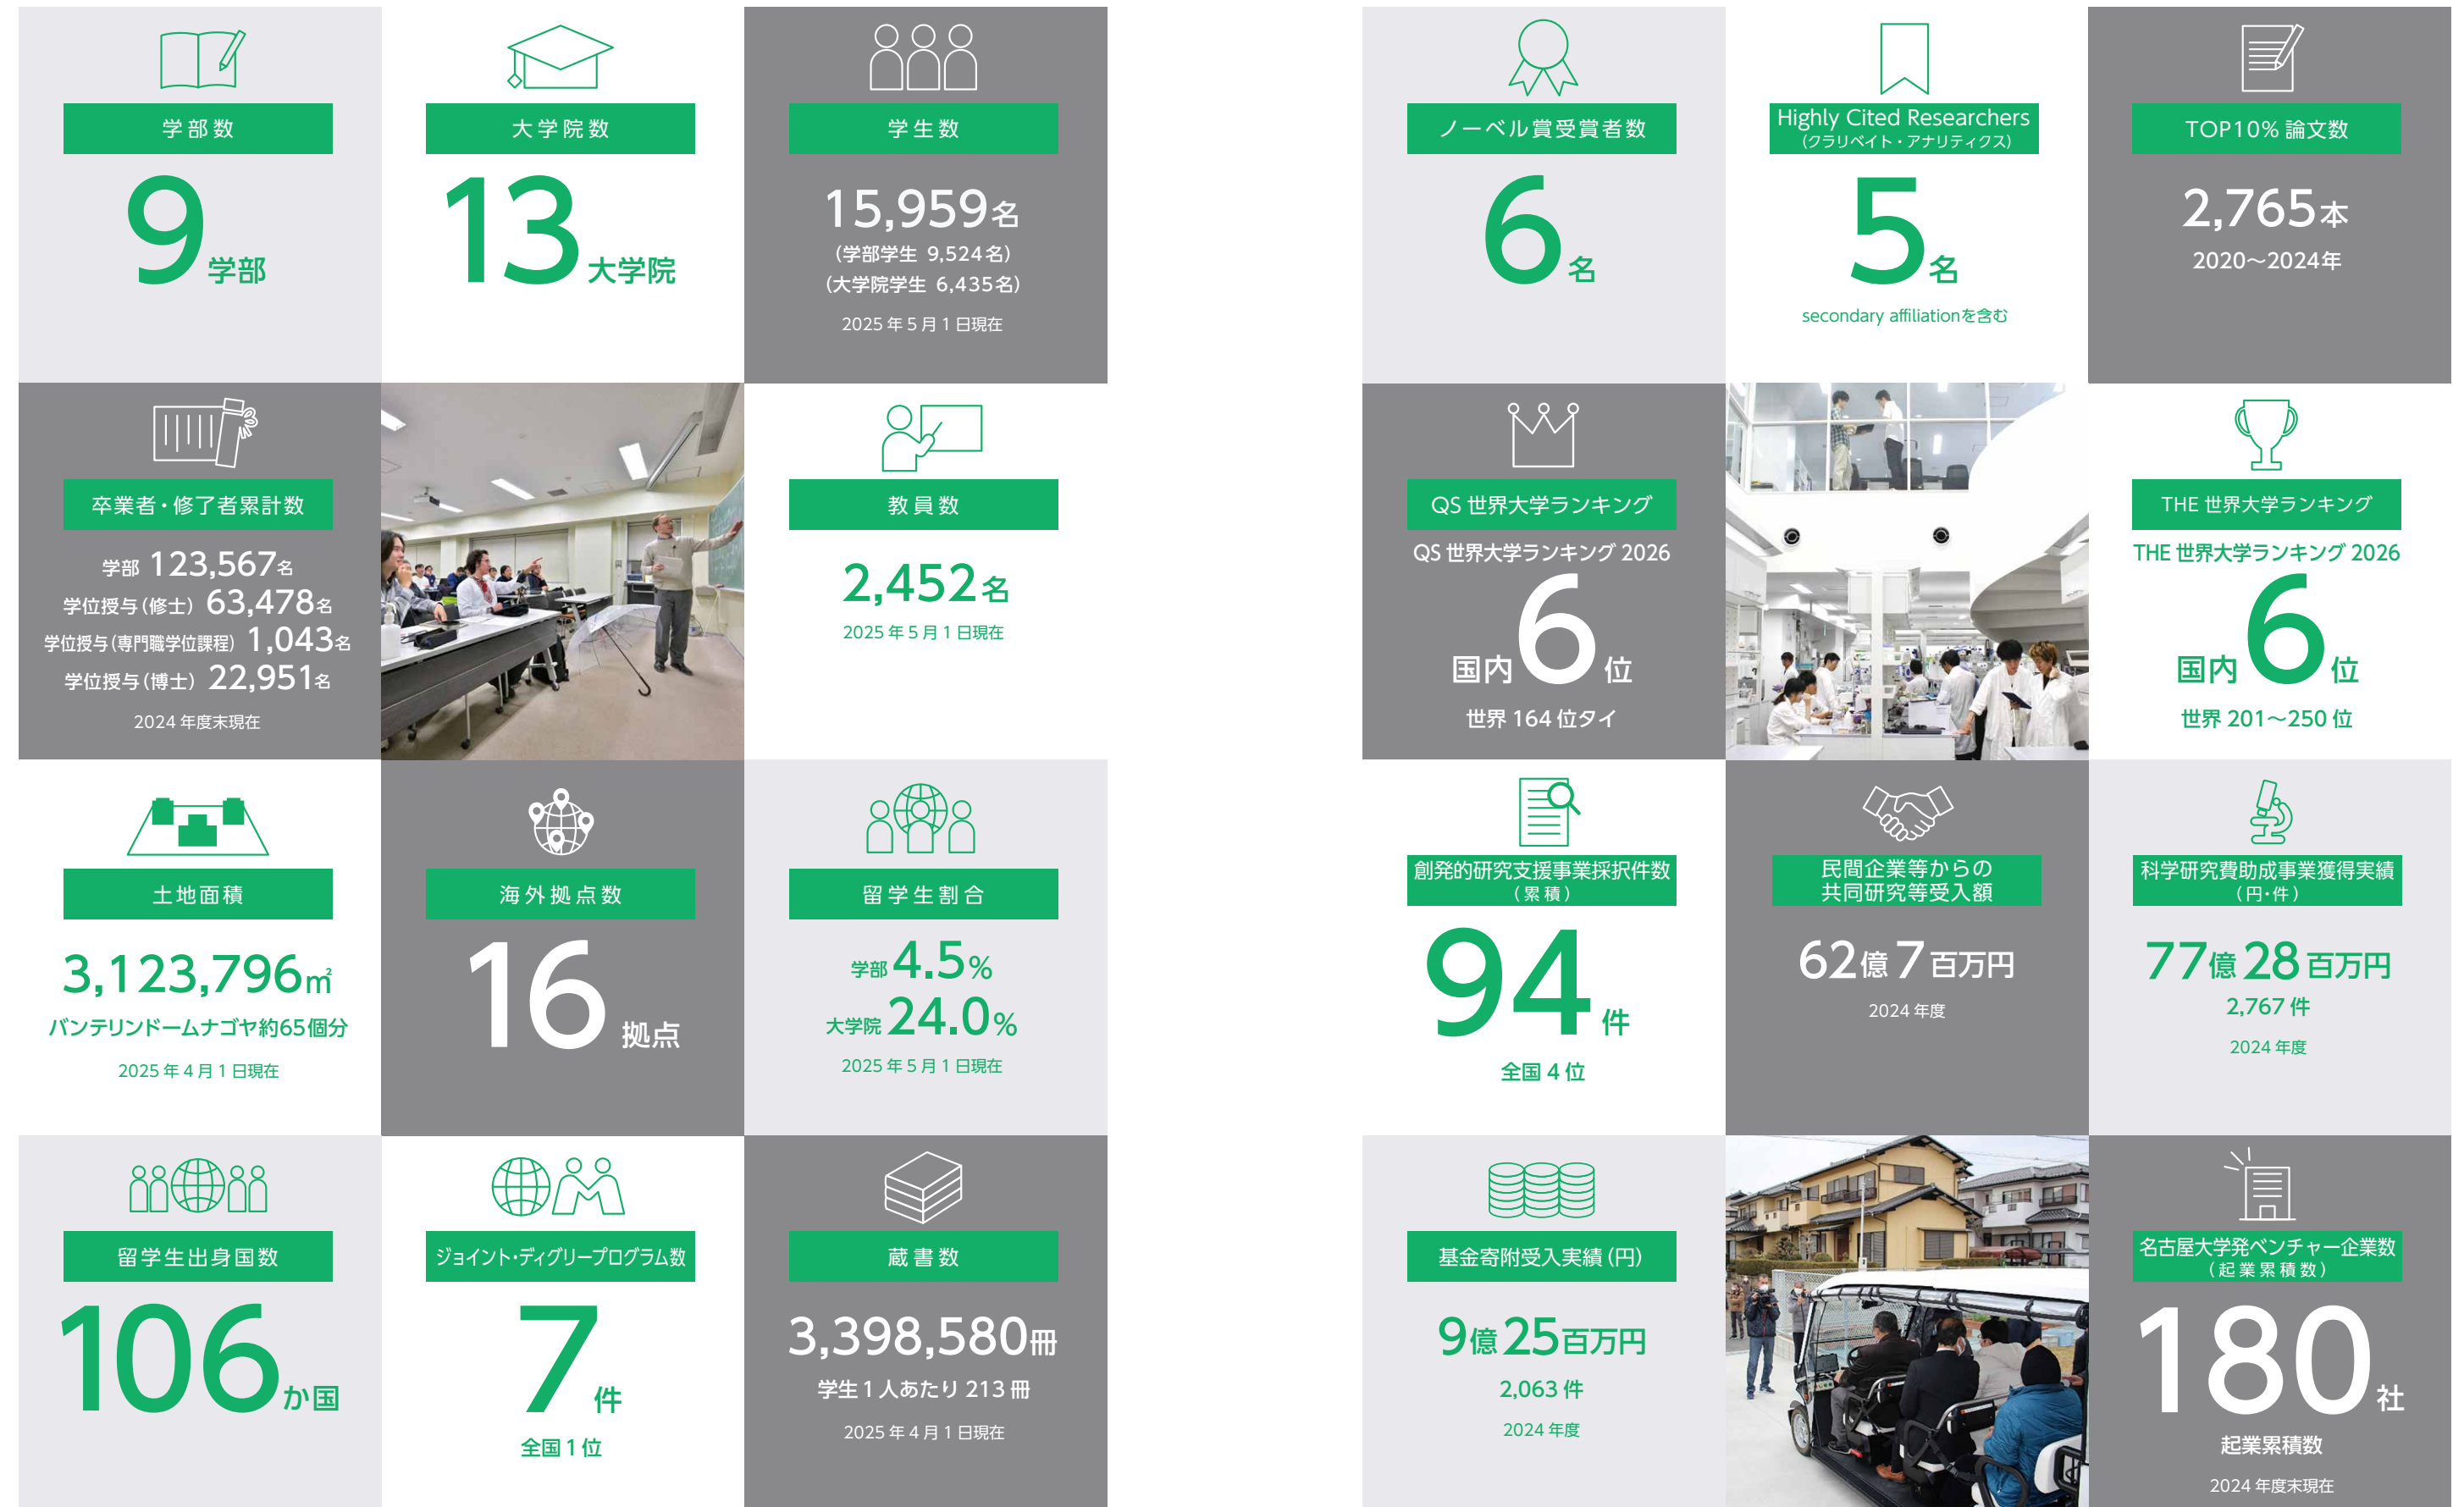 学部数
9学部
大学院数
13大学院
学生数
15,959名
(学部学生 9,524名)
(大学院学生 6,435名)
2025年5月1日現在
卒業者・修了者累計数
学部 123,567名
学位授与(修士) 63,478名
学位授与(専門職学位課程) 1,043名
学位授与(博士) 22,951名
2024年度末現在
教員数
2,452名
2025年5月1日現在
土地面積
3,123,796㎡
バンテリンドームナゴヤ約65個分
2025年4月1日現在
海外拠点数
16拠点
留学生割合
学部4.5%
大学院24.0%
2025年5月1日現在
留学生出身国数
106か国
ジョイント・ディグリープログラム数
7件
全国1位
蔵書数
3,398,580冊
学生1人あたり213冊
2025年4月1日現在
ノーベル賞受賞者数
6名
Highly Cited Researchers
(クラリベイト・アナリティクス)
5名
secondary affiliationを含む
TOP10% 論文数
2,765本
2020～2024年
QS 世界大学ランキング
QS 世界大学ランキング 2026
国内6位
世界 164 位タイ
THE 世界大学ランキング
THE 世界大学ランキング 2026
国内6位
世界 201～250 位
創発的研究支援事業採択件数
(累積)
94件
全国4位
民間企業等からの
共同研究等受入額
62億7百万円
2024年度
科学研究費助成事業獲得実績
(円・件)
77億28百万円
2,767件
2024年度
基金寄附受入実績(円)
9億25百万円
2,063件
2024年度
名古屋大学発ベンチャー企業数
(起業累積数)
180社
起業累積数
2024年度末現在